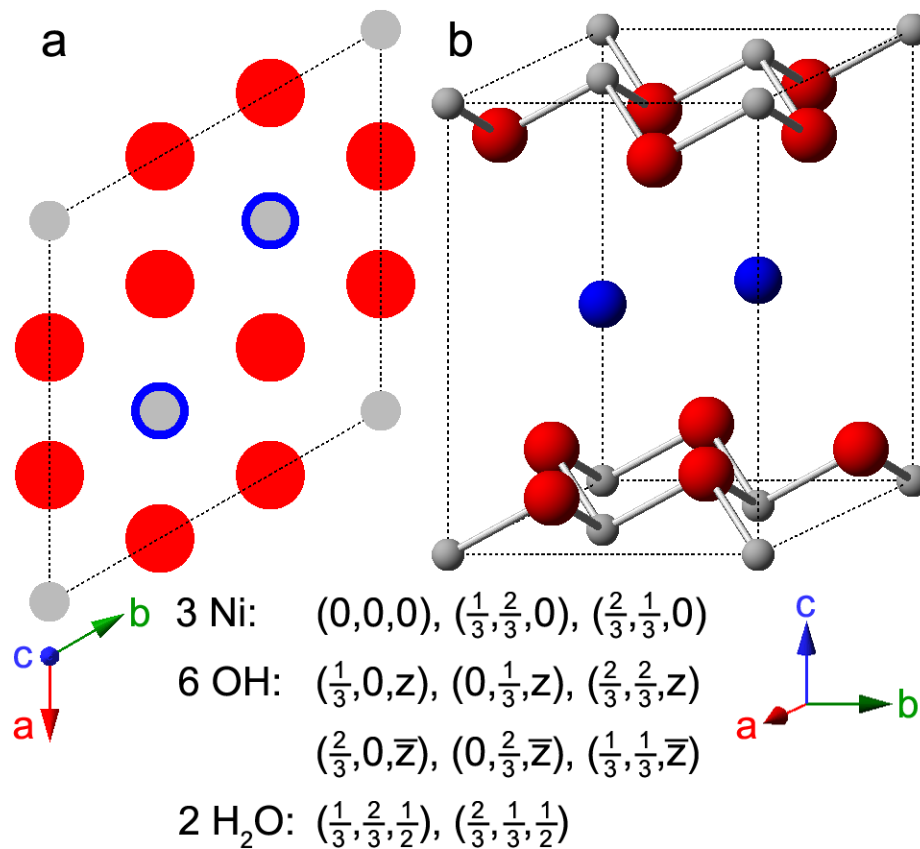 a b
b c
a
3 Ni: (0,0,0), (1/3,2/3,0), (2/3,1/3,0)
6 OH: (1/3,0,z), (0,1/3,z), (2/3,2/3,z)
(2/3,0,z̅), (0,2/3,z̅), (1/3,1/3,z̅)
2 H₂O: (1/3,2/3,1/2), (2/3,1/3,1/2)
c
b
a